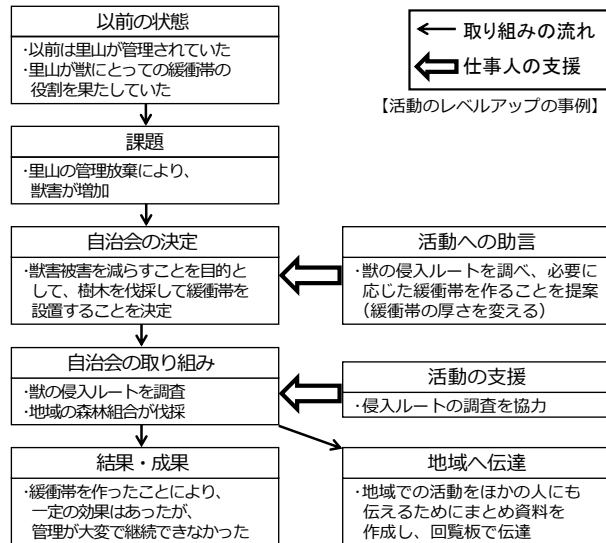 以前の状態
・以前は里山が管理されていた
・里山が獣にとっての緩衝帯の
役割を果たしていた
取り組みの流れ
仕事人の支援
【活動のレベルアップの事例】
課題
・里山の管理放棄により、
獣害が増加
自治会の決定
・獣害被害を減らすことを目的と
して、樹木を伐採して緩衝帯を
設置することを決定
活動への助言
・獣の侵入ルートを調べ、必要に
応じた緩衝帯を作ることを提案
（緩衝帯の厚さを変える）
自治会の取り組み
・獣の侵入ルートを調査
・地域の森林組合が伐採
活動の支援
・侵入ルートの調査を協力
結果・成果
・緩衝帯を作ったことにより、
一定の効果はあったが、
管理が大変で継続できなかった
地域へ伝達
・地域での活動をほかの人にも
伝えるためにまとめ資料を
作成し、回覧板で伝達